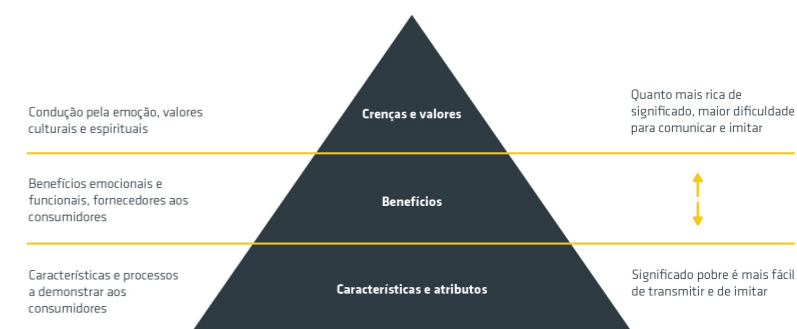 Condução pela emoção, valores
culturais e espirituais
Crenças e valores
Quanto mais rica de
significado, maior dificuldade
para comunicar e imitar
Benefícios emocionais e
funcionais, fornecedores aos
consumidores
Benefícios
Características e processos
a demonstrar aos
consumidores
Características e atributos
Significado pobre é mais fácil
de transmitir e de imitar